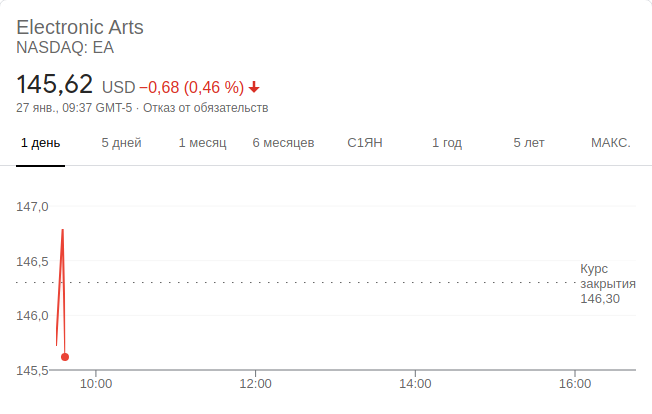 Electronic Arts
NASDAQ: EA
145,62 USD −0,68 (0,46 %)
27 янв., 09:37 GMT-5 · Отказ от обязательств
1 день 5 дней 1 месяц 6 месяцев С1ЯН 1 год 5 лет МАКС.
147,0
146,5
Курс
закрытия
146,30
146,0
145,5
10:00 12:00 14:00 16:00